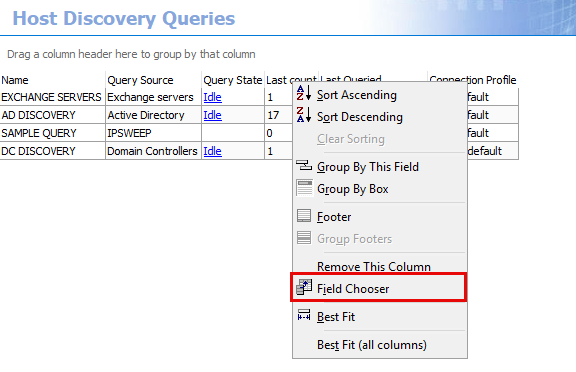 Host Discovery Queries
Drag a column header here to group by that column
Name Query Source Query State Last count Last Queried Connection Profile
EXCHANGE SERVERS Exchange servers Idle 1 fault
AD DISCOVERY Active Directory Idle 17 fault
SAMPLE QUERY IPSWEEP 0 fault
DC DISCOVERY Domain Controllers Idle 1 default
Sort Ascending
Sort Descending
Clear Sorting
Group By This Field
Group By Box
Footer
Group Footers
Remove This Column
Field Chooser
Best Fit
Best Fit (all columns)